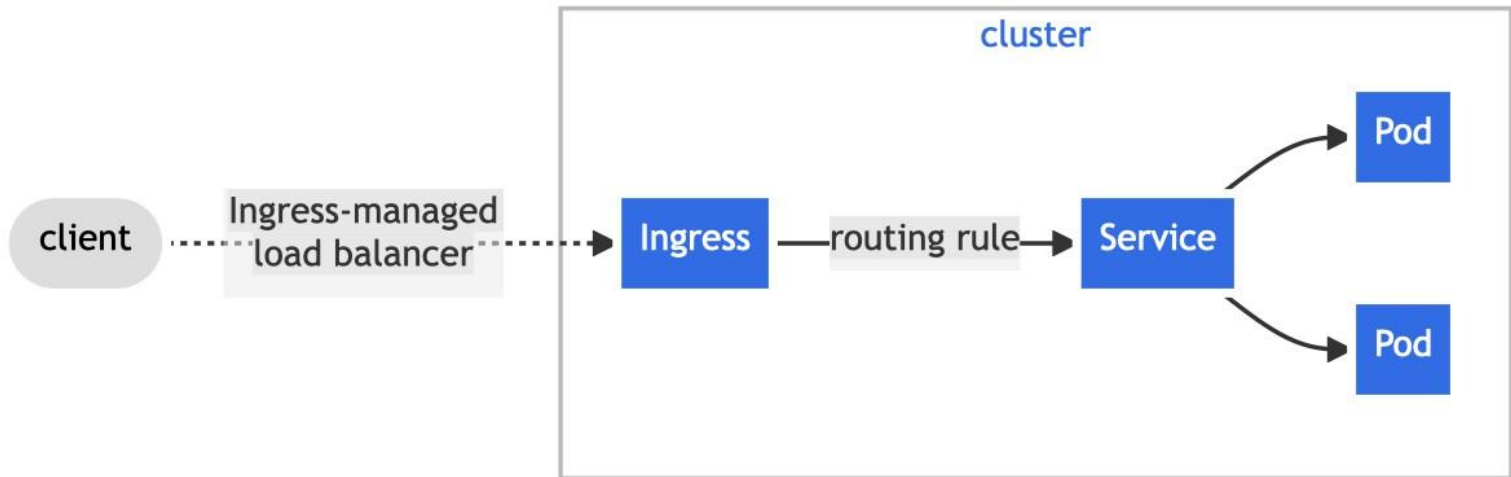 cluster
client
Ingress-managed
load balancer
Ingress
routing rule
Service
Pod
Pod